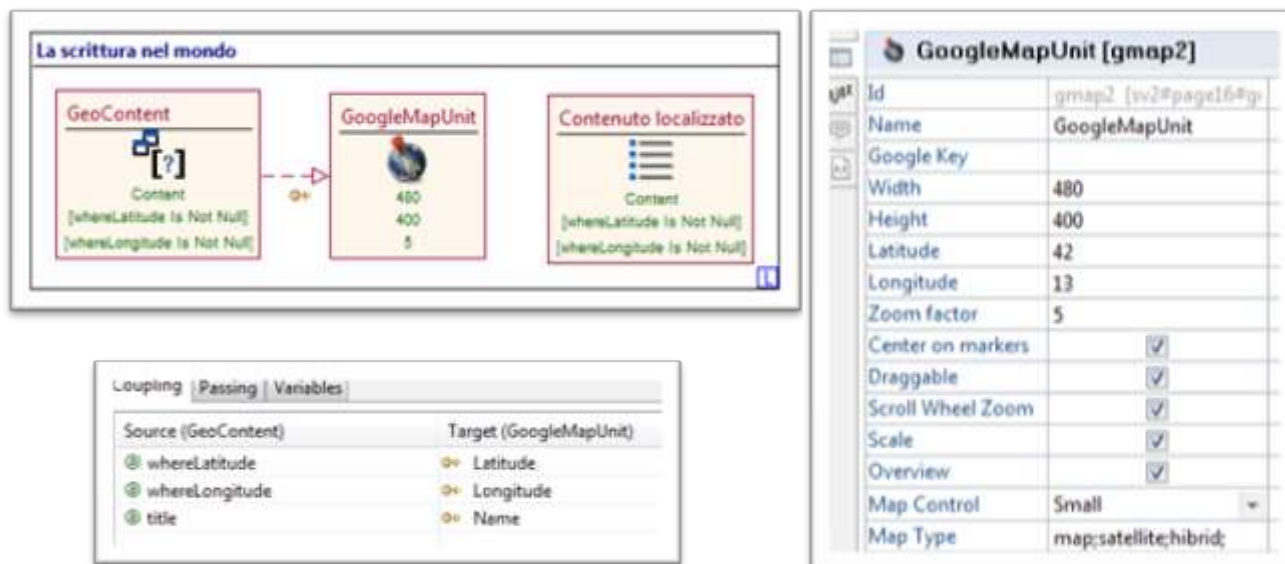 La scrittura nel mondo
GeoContent
Content
[whereLatitude Is Not Null]
[whereLongitude Is Not Null]
GoogleMapUnit
480
400
5
Contenuto localizzato
Content
[whereLatitude Is Not Null]
[whereLongitude Is Not Null]
L
Coupling Passing Variables
Source (GeoContent) Target (GoogleMapUnit)
whereLatitude Latitude
whereLongitude Longitude
title Name
GoogleMapUnit [gmap2]
Id gmap2 [sv2#page16#g
Name GoogleMapUnit
Google Key
Width 480
Height 400
Latitude 42
Longitude 13
Zoom factor 5
Center on markers
Draggable
Scroll Wheel Zoom
Scale
Overview
Map Control Small
Map Type map;satellite;hibrid;